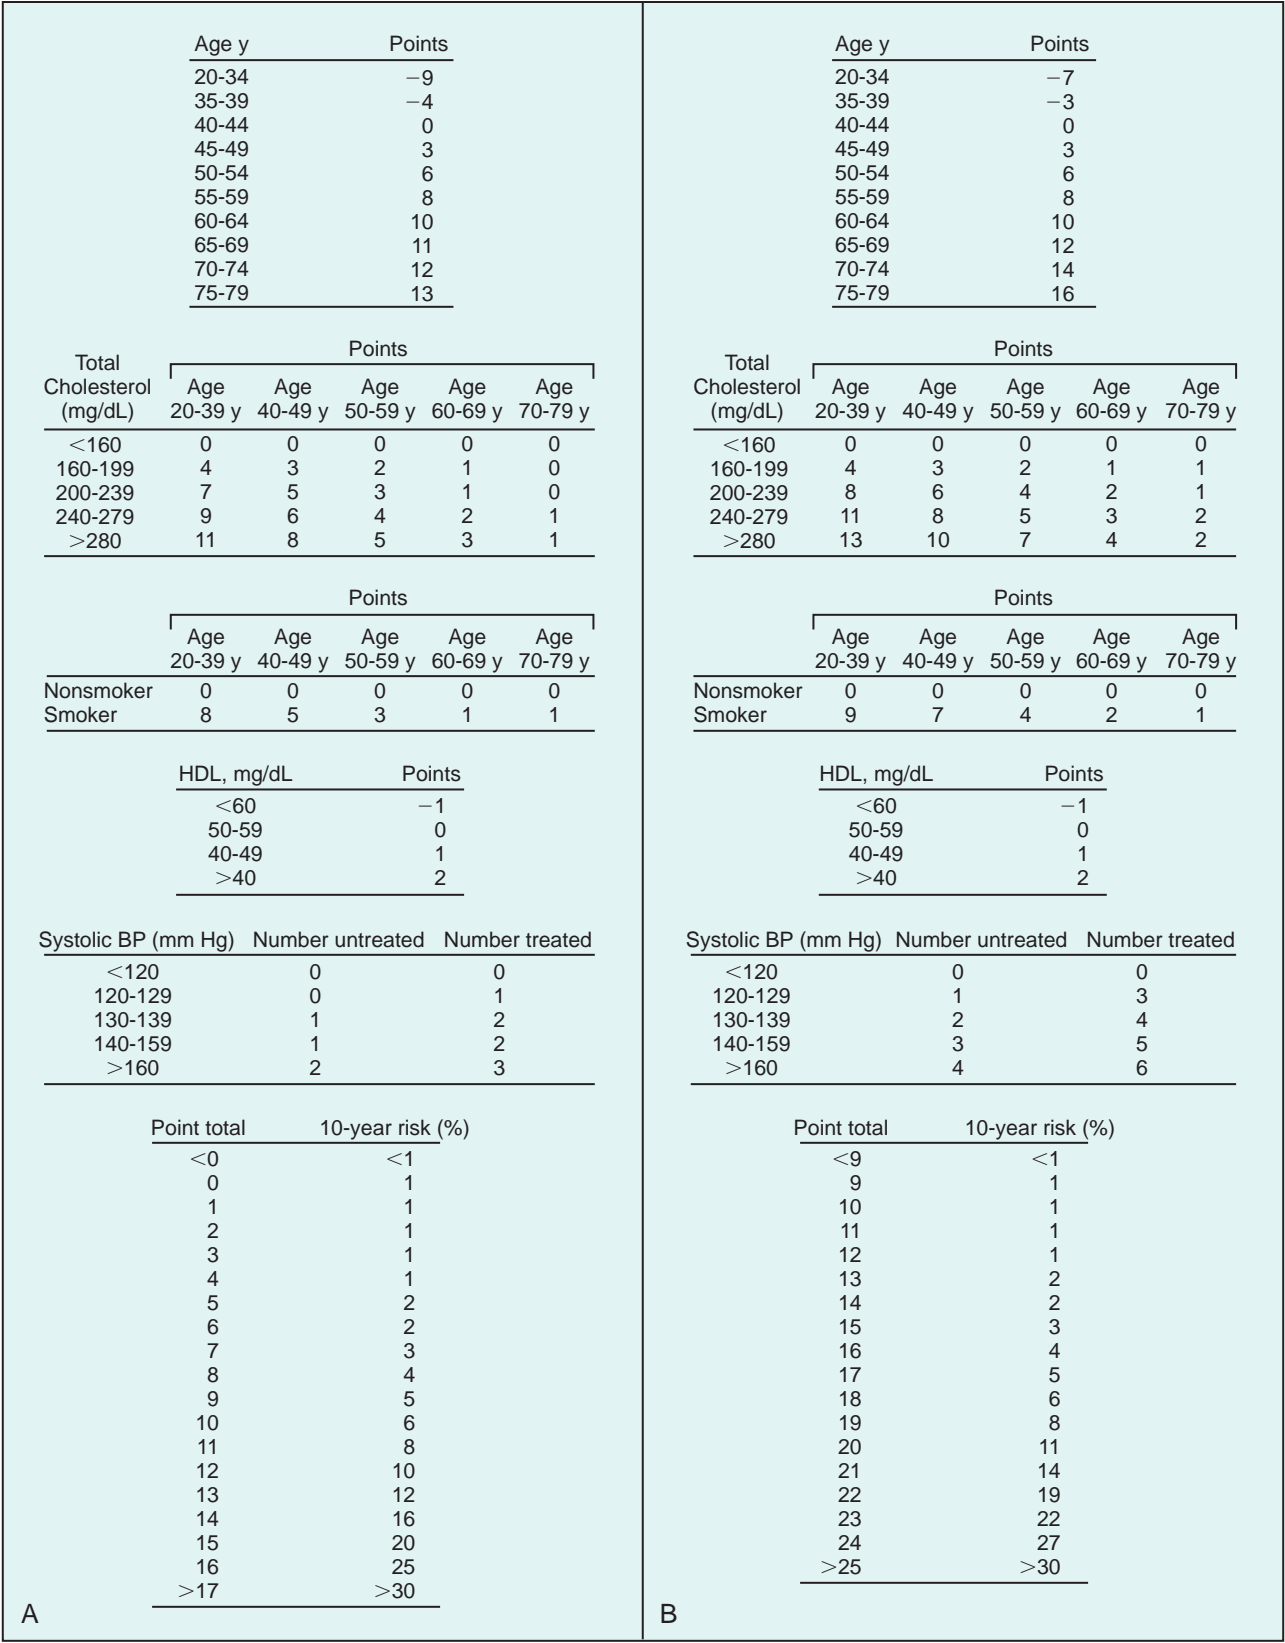 Age y Points
20-34 −9
35-39 −4
40-44 0
45-49 3
50-54 6
55-59 8
60-64 10
65-69 11
70-74 12
75-79 13
Points
Total
Cholesterol Age Age Age Age Age
(mg/dL) 20-39 y 40-49 y 50-59 y 60-69 y 70-79 y
<160 0 0 0 0 0
160-199 4 3 2 1 0
200-239 7 5 3 1 0
240-279 9 6 4 2 1
>280 11 8 5 3 1
Points
Age Age Age Age Age
20-39 y 40-49 y 50-59 y 60-69 y 70-79 y
Nonsmoker 0 0 0 0 0
Smoker 8 5 3 1 1
HDL, mg/dL Points
<60 −1
50-59 0
40-49 1
>40 2
Systolic BP (mm Hg) Number untreated Number treated
<120 0 0
120-129 0 1
130-139 1 2
140-159 1 2
>160 2 3
Point total 10-year risk (%)
<0 <1
0 1
1 1
2 1
3 1
4 1
5 2
6 2
7 3
8 4
9 5
10 6
11 8
12 10
13 12
14 16
15 20
16 25
>17 >30
A
Age y Points
20-34 −7
35-39 −3
40-44 0
45-49 3
50-54 6
55-59 8
60-64 10
65-69 12
70-74 14
75-79 16
Points
Total
Cholesterol Age Age Age Age Age
(mg/dL) 20-39 y 40-49 y 50-59 y 60-69 y 70-79 y
<160 0 0 0 0 0
160-199 4 3 2 1 1
200-239 8 6 4 2 1
240-279 11 8 5 3 2
>280 13 10 7 4 2
Points
Age Age Age Age Age
20-39 y 40-49 y 50-59 y 60-69 y 70-79 y
Nonsmoker 0 0 0 0 0
Smoker 9 7 4 2 1
HDL, mg/dL Points
<60 −1
50-59 0
40-49 1
>40 2
Systolic BP (mm Hg) Number untreated Number treated
<120 0 0
120-129 1 3
130-139 2 4
140-159 3 5
>160 4 6
Point total 10-year risk (%)
<9 <1
9 1
10 1
11 1
12 1
13 2
14 2
15 3
16 4
17 5
18 6
19 8
20 11
21 14
22 19
23 22
24 27
>25 >30
B